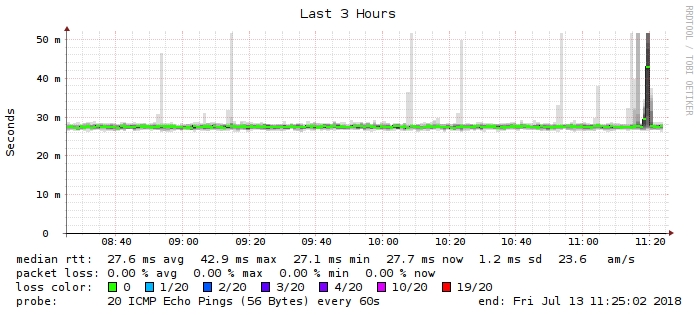 Last 3 Hours
RRDTOOL / TOBI OETIKER
Seconds
50 m
40 m
30 m
20 m
10 m
0
08:40 09:00 09:20 09:40 10:00 10:20 10:40 11:00 11:20
median rtt: 27.6 ms avg 42.9 ms max 27.1 ms min 27.7 ms now 1.2 ms sd 23.6 am/s
packet loss: 0.00 % avg 0.00 % max 0.00 % min 0.00 % now
loss color: 0 1/20 2/20 3/20 4/20 10/20 19/20
probe: 20 ICMP Echo Pings (56 Bytes) every 60s end: Fri Jul 13 11:25:02 2018